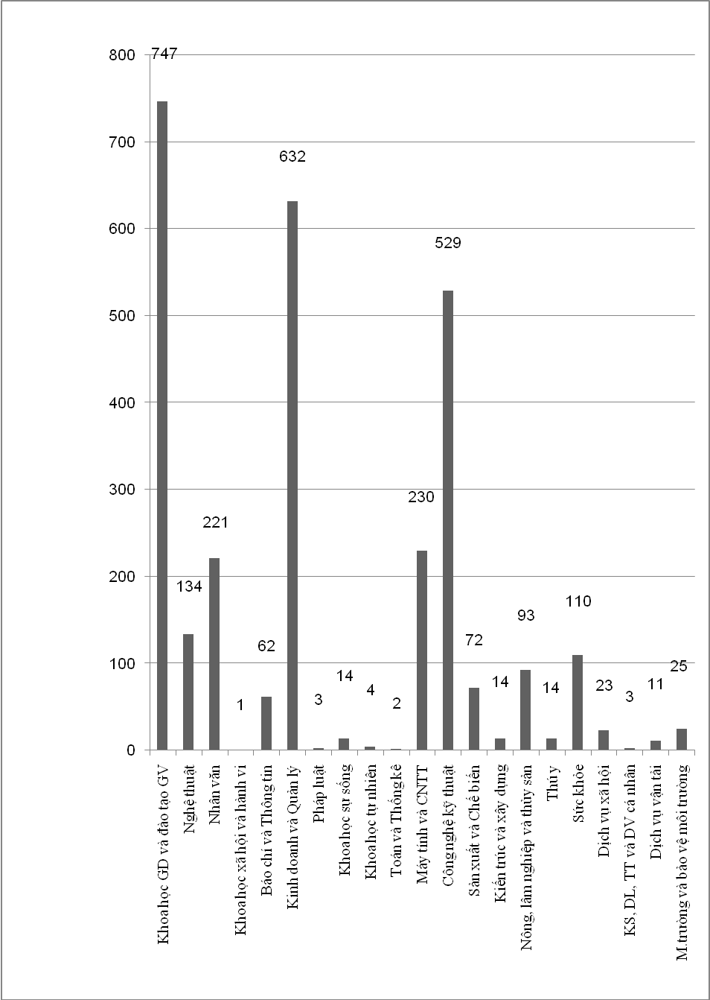 800
700
600
500
400
300
200
100
0
747
134
221
1
62
632
3
14
4
2
230
529
72
14
93
14
110
23
3
11
25
Khoa học GD và đào tạo GV
Nghệ thuật
Nhân văn
Khoa học xã hội và hành vi
Báo chí và Thông tin
Kinh doanh và Quản lý
Pháp luật
Khoa học sự sống
Khoa học tự nhiên
Toán và Thống kê
Máy tính và CNTT
Công nghệ kỹ thuật
Sản xuất và Chế biến
Kiến trúc và xây dựng
Nông, lâm nghiệp và thủy sản
Thú y
Sức khỏe
Dịch vụ xã hội
KS, DL, TT và DV cá nhân
Dịch vụ vận tải
M.trường và bảo vệ môi trường